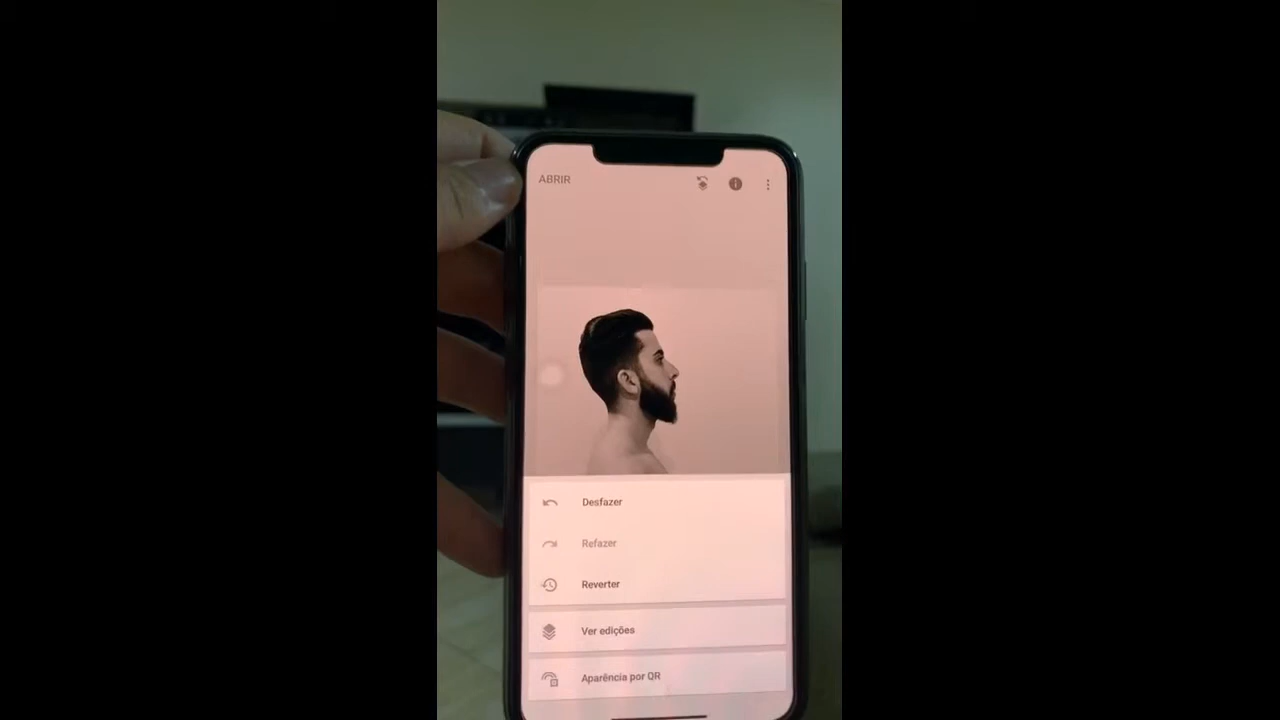 ABRIR
Desfazer
Refazer
Reverter
Ver edições
Aparência por QR